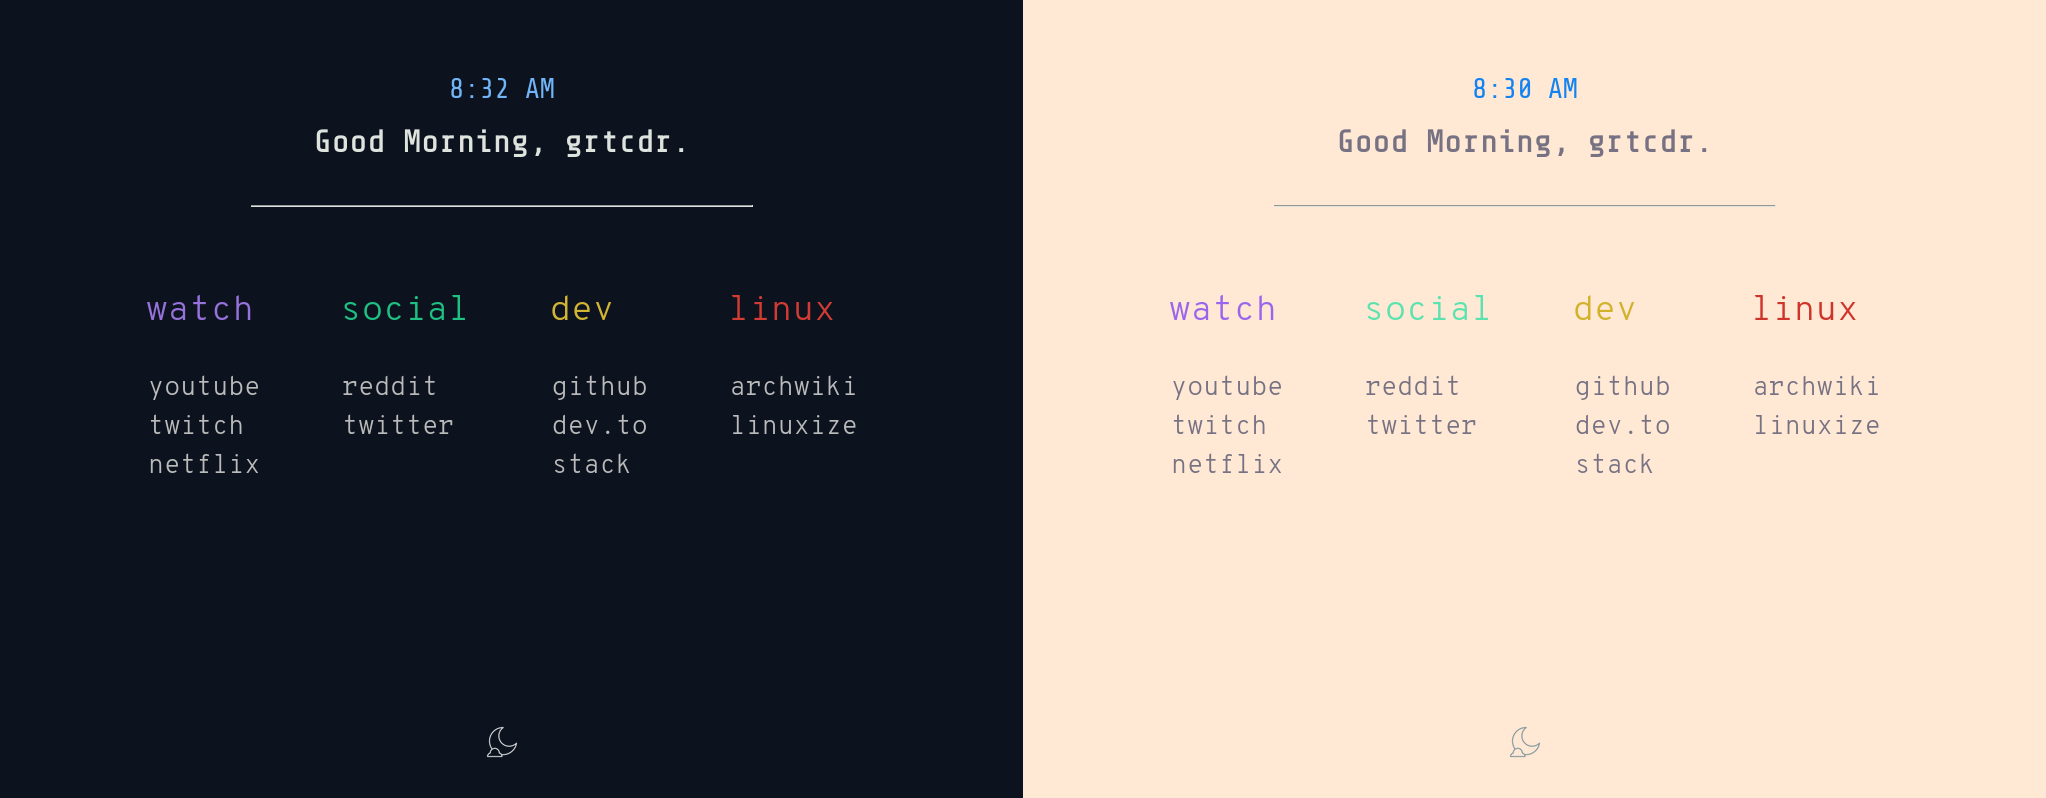 8:32 AM
Good Morning, grtcdr.
watch social dev linux
youtube reddit github archwiki
twitch twitter dev.to linuxize
netflix stack
8:30 AM
Good Morning, grtcdr.
watch social dev linux
youtube reddit github archwiki
twitch twitter dev.to linuxize
netflix stack